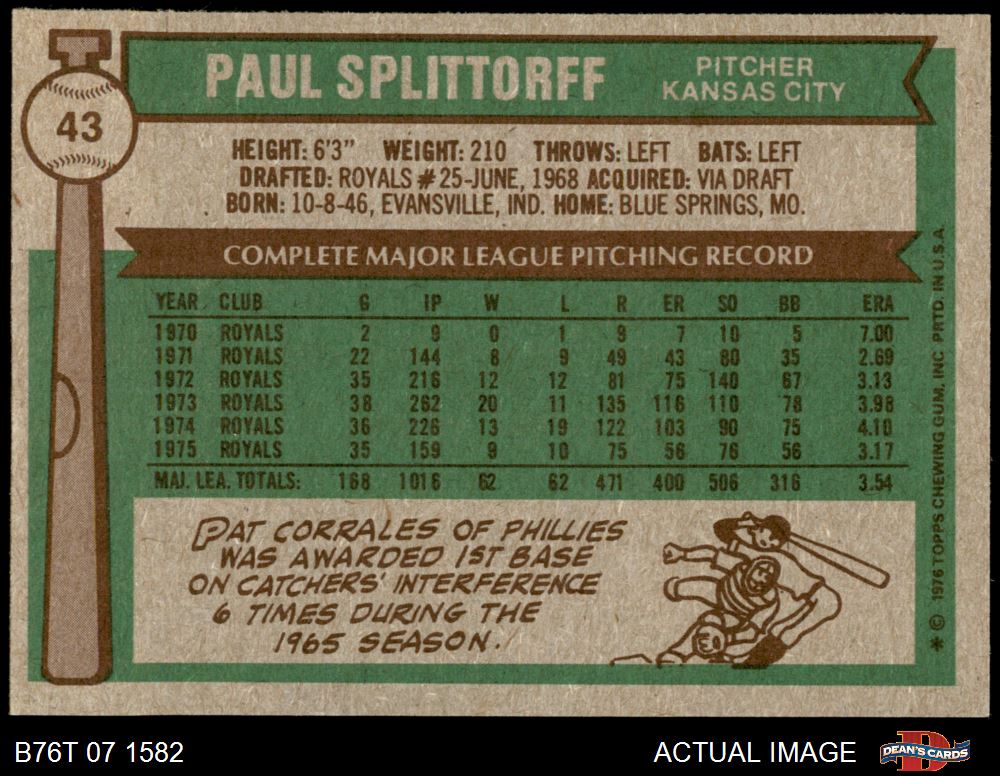 PAUL SPLITTORFF
PITCHER
KANSAS CITY
43
HEIGHT: 6'3" WEIGHT: 210 THROWS: LEFT BATS: LEFT
DRAFTED: ROYALS #25-JUNE, 1968 ACQUIRED: VIA DRAFT
BORN: 10-8-46, EVANSVILLE, IND. HOME: BLUE SPRINGS, MO.
COMPLETE MAJOR LEAGUE PITCHING RECORD
YEAR CLUB G IP W L R ER SO BB ERA
1970 ROYALS 2 9 0 1 9 7 10 5 7.00
1971 ROYALS 22 144 8 9 49 43 80 35 2.69
1972 ROYALS 35 216 12 12 81 75 140 67 3.13
1973 ROYALS 38 262 20 11 135 116 110 78 3.98
1974 ROYALS 36 226 13 19 122 103 90 75 4.10
1975 ROYALS 35 159 9 10 75 56 76 56 3.17
MAJ. LEA. TOTALS: 168 1016 62 62 471 400 506 316 3.54
PAT CORRALES OF PHILLIES
WAS AWARDED 1ST BASE
ON CATCHERS' INTERFERENCE
6 TIMES DURING THE
1965 SEASON.
* © 1976 TOPPS CHEWING GUM, INC. PRTD. IN U.S.A.
B76T 07 1582
ACTUAL IMAGE
DEAN'S CARDS